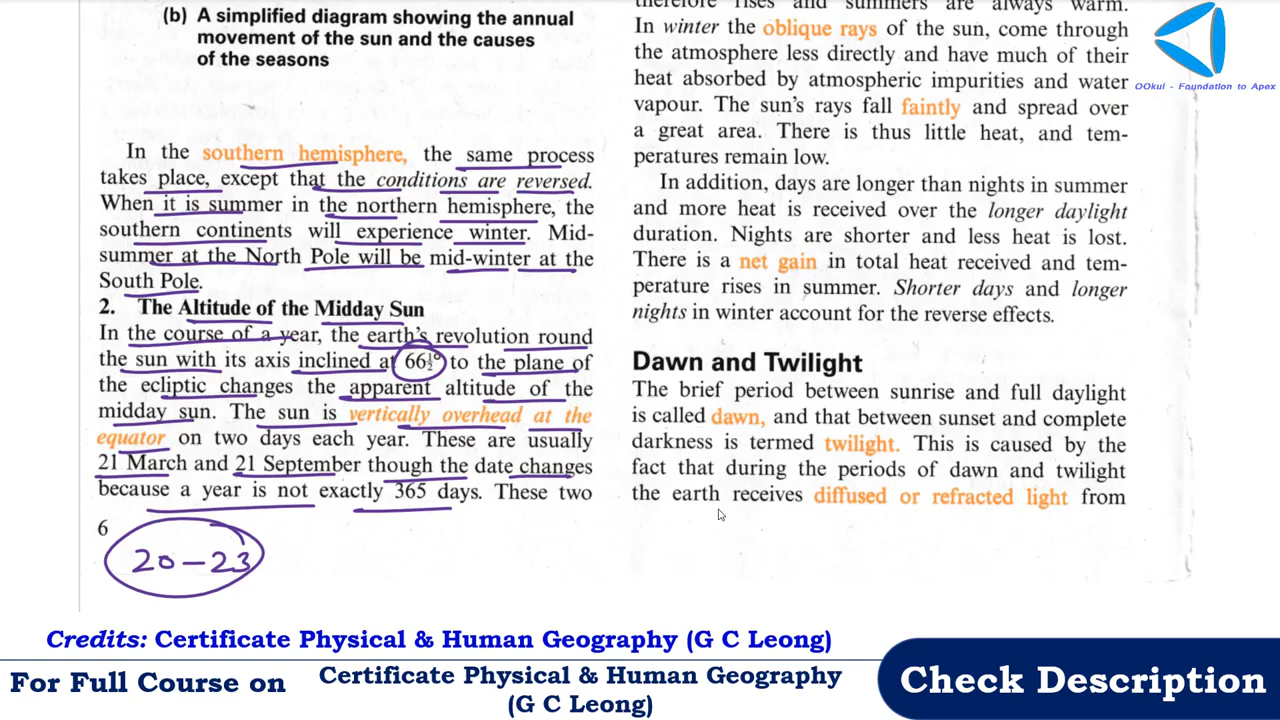 (b) A simplified diagram showing the annual
movement of the sun and the causes
of the seasons
In the southern hemisphere, the same process
takes place, except that the conditions are reversed.
When it is summer in the northern hemisphere, the
southern continents will experience winter. Mid-
summer at the North Pole will be mid-winter at the
South Pole.
2. The Altitude of the Midday Sun
In the course of a year, the earth's revolution round
the sun with its axis inclined at 66½° to the plane of
the ecliptic changes the apparent altitude of the
midday sun. The sun is vertically overhead at the
equator on two days each year. These are usually
21 March and 21 September though the date changes
because a year is not exactly 365 days. These two
6
20-23
therefore rises and summers are always warm.
In winter the oblique rays of the sun, come through
the atmosphere less directly and have much of their
heat absorbed by atmospheric impurities and water
vapour. The sun's rays fall faintly and spread over
a great area. There is thus little heat, and tem-
peratures remain low.
In addition, days are longer than nights in summer
and more heat is received over the longer daylight
duration. Nights are shorter and less heat is lost.
There is a net gain in total heat received and tem-
perature rises in summer. Shorter days and longer
nights in winter account for the reverse effects.
Dawn and Twilight
The brief period between sunrise and full daylight
is called dawn, and that between sunset and complete
darkness is termed twilight. This is caused by the
fact that during the periods of dawn and twilight
the earth receives diffused or refracted light from
OOkul - Foundation to Apex
Credits: Certificate Physical & Human Geography (G C Leong)
For Full Course on
Certificate Physical & Human Geography
(G C Leong)
Check Description